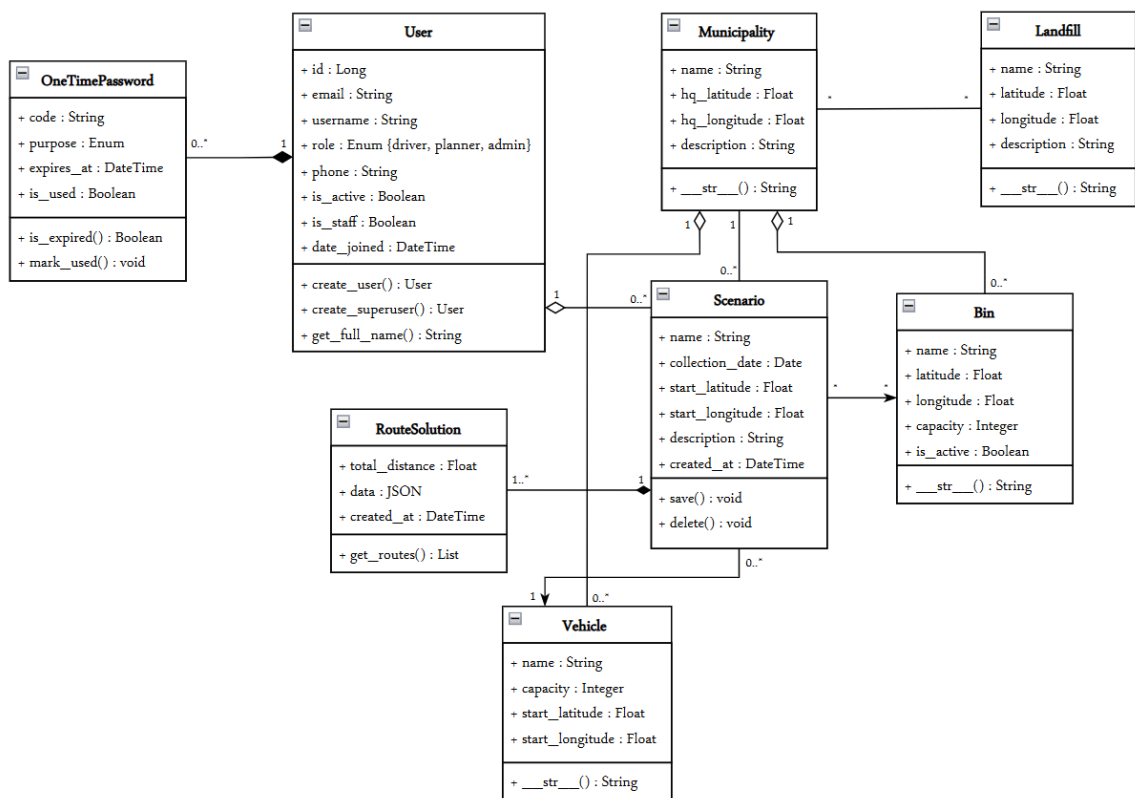 OneTimePassword
+ code : String
+ purpose : Enum
+ expires_at : DateTime
+ is_used : Boolean
+ is_expired() : Boolean
+ mark_used() : void
0..*
1
User
+ id : Long
+ email : String
+ username : String
+ role : Enum {driver, planner, admin}
+ phone : String
+ is_active : Boolean
+ is_staff : Boolean
+ date_joined : DateTime
+ create_user() : User
+ create_superuser() : User
+ get_full_name() : String
1
0..*
Municipality
+ name : String
+ hq_latitude : Float
+ hq_longitude : Float
+ description : String
+ __str__() : String
*
*
Landfill
+ name : String
+ latitude : Float
+ longitude : Float
+ description : String
+ __str__() : String
1
1
1
0..*
0..*
Scenario
+ name : String
+ collection_date : Date
+ start_latitude : Float
+ start_longitude : Float
+ description : String
+ created_at : DateTime
+ save() : void
+ delete() : void
*
*
Bin
+ name : String
+ latitude : Float
+ longitude : Float
+ capacity : Integer
+ is_active : Boolean
+ __str__() : String
RouteSolution
+ total_distance : Float
+ data : JSON
+ created_at : DateTime
+ get_routes() : List
1..*
1
0..*
1
0..*
Vehicle
+ name : String
+ capacity : Integer
+ start_latitude : Float
+ start_longitude : Float
+ __str__() : String